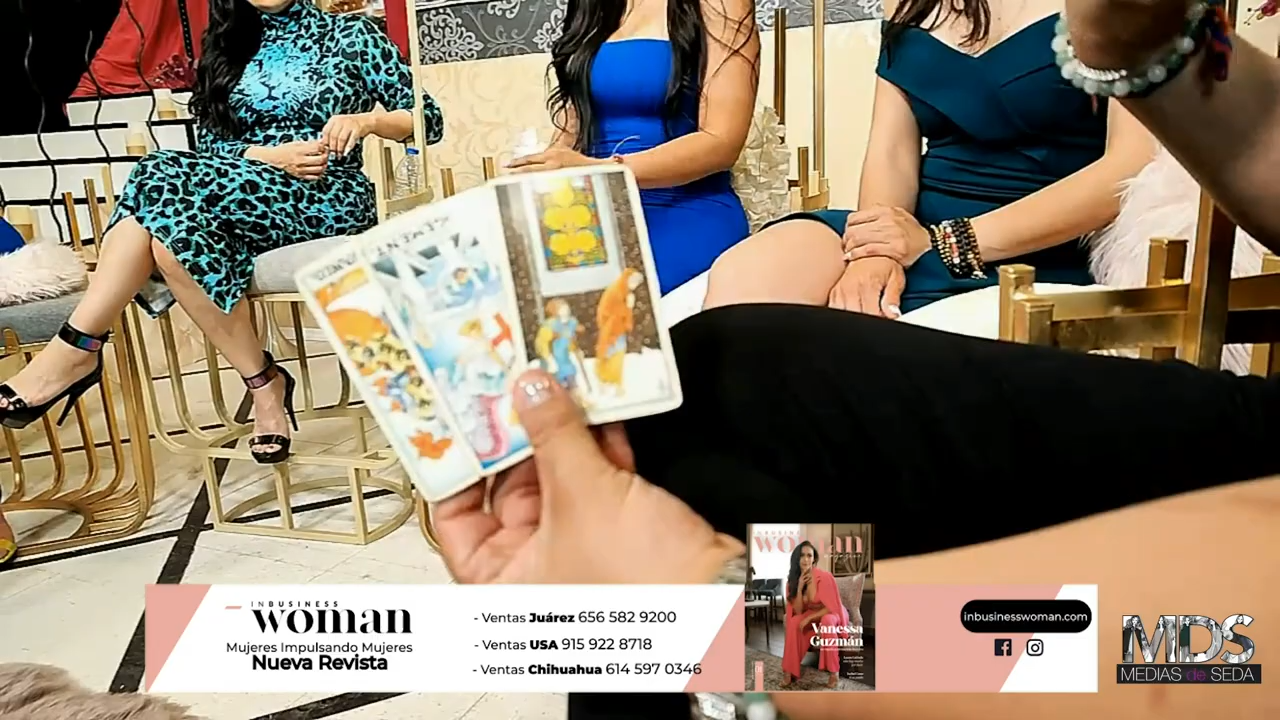 INBUSINESS
woman
Mujeres Impulsando Mujeres
Nueva Revista
- Ventas Juárez 656 582 9200
- Ventas USA 915 922 8718
- Ventas Chihuahua 614 597 0346
woman
Vanessa
Guzmán
inbusinesswoman.com
MDS
MEDIAS de SEDA